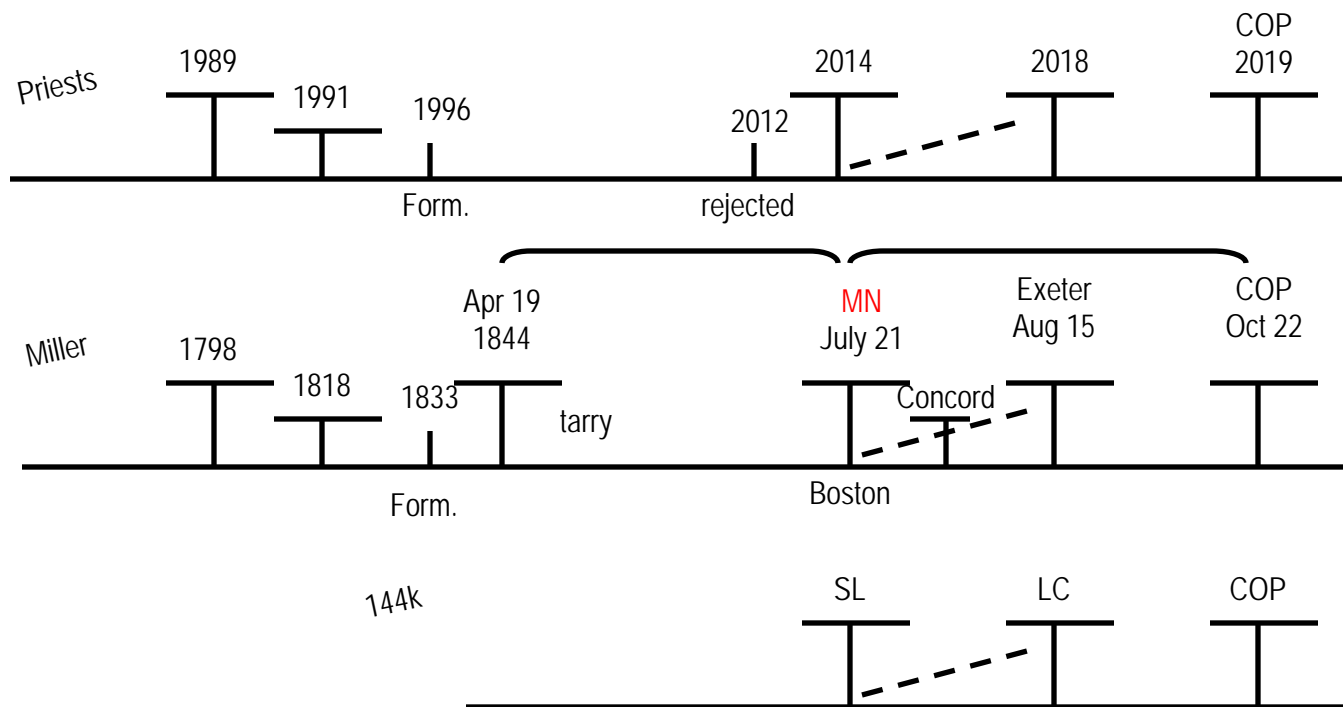 Priests
1989
1991
1996
2012
2014
2018
COP
2019
Form.
rejected
Miller
1798
1818
1833
Apr 19
1844
tarry
MN
July 21
Concord
Exeter
Aug 15
COP
Oct 22
Form.
Boston
144k
SL
LC
COP